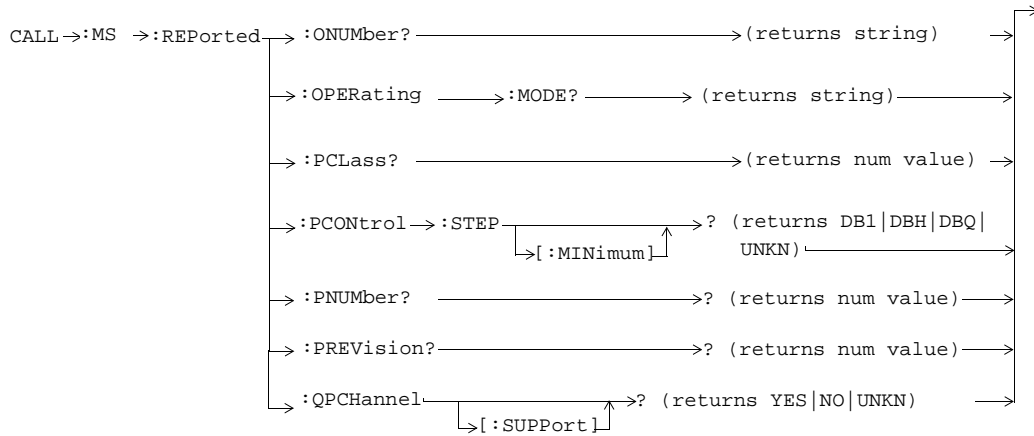 CALL :MS :REPorted :ONUMber? (returns string)
:OPERating :MODE? (returns string)
:PCLass? (returns num value)
:PCONtrol :STEP ? (returns DB1|DBH|DBQ|
[:MINimum] UNKN)
:PNUMber? ? (returns num value)
:PREVision? ? (returns num value)
:QPCHannel ? (returns YES|NO|UNKN)
[:SUPPort]